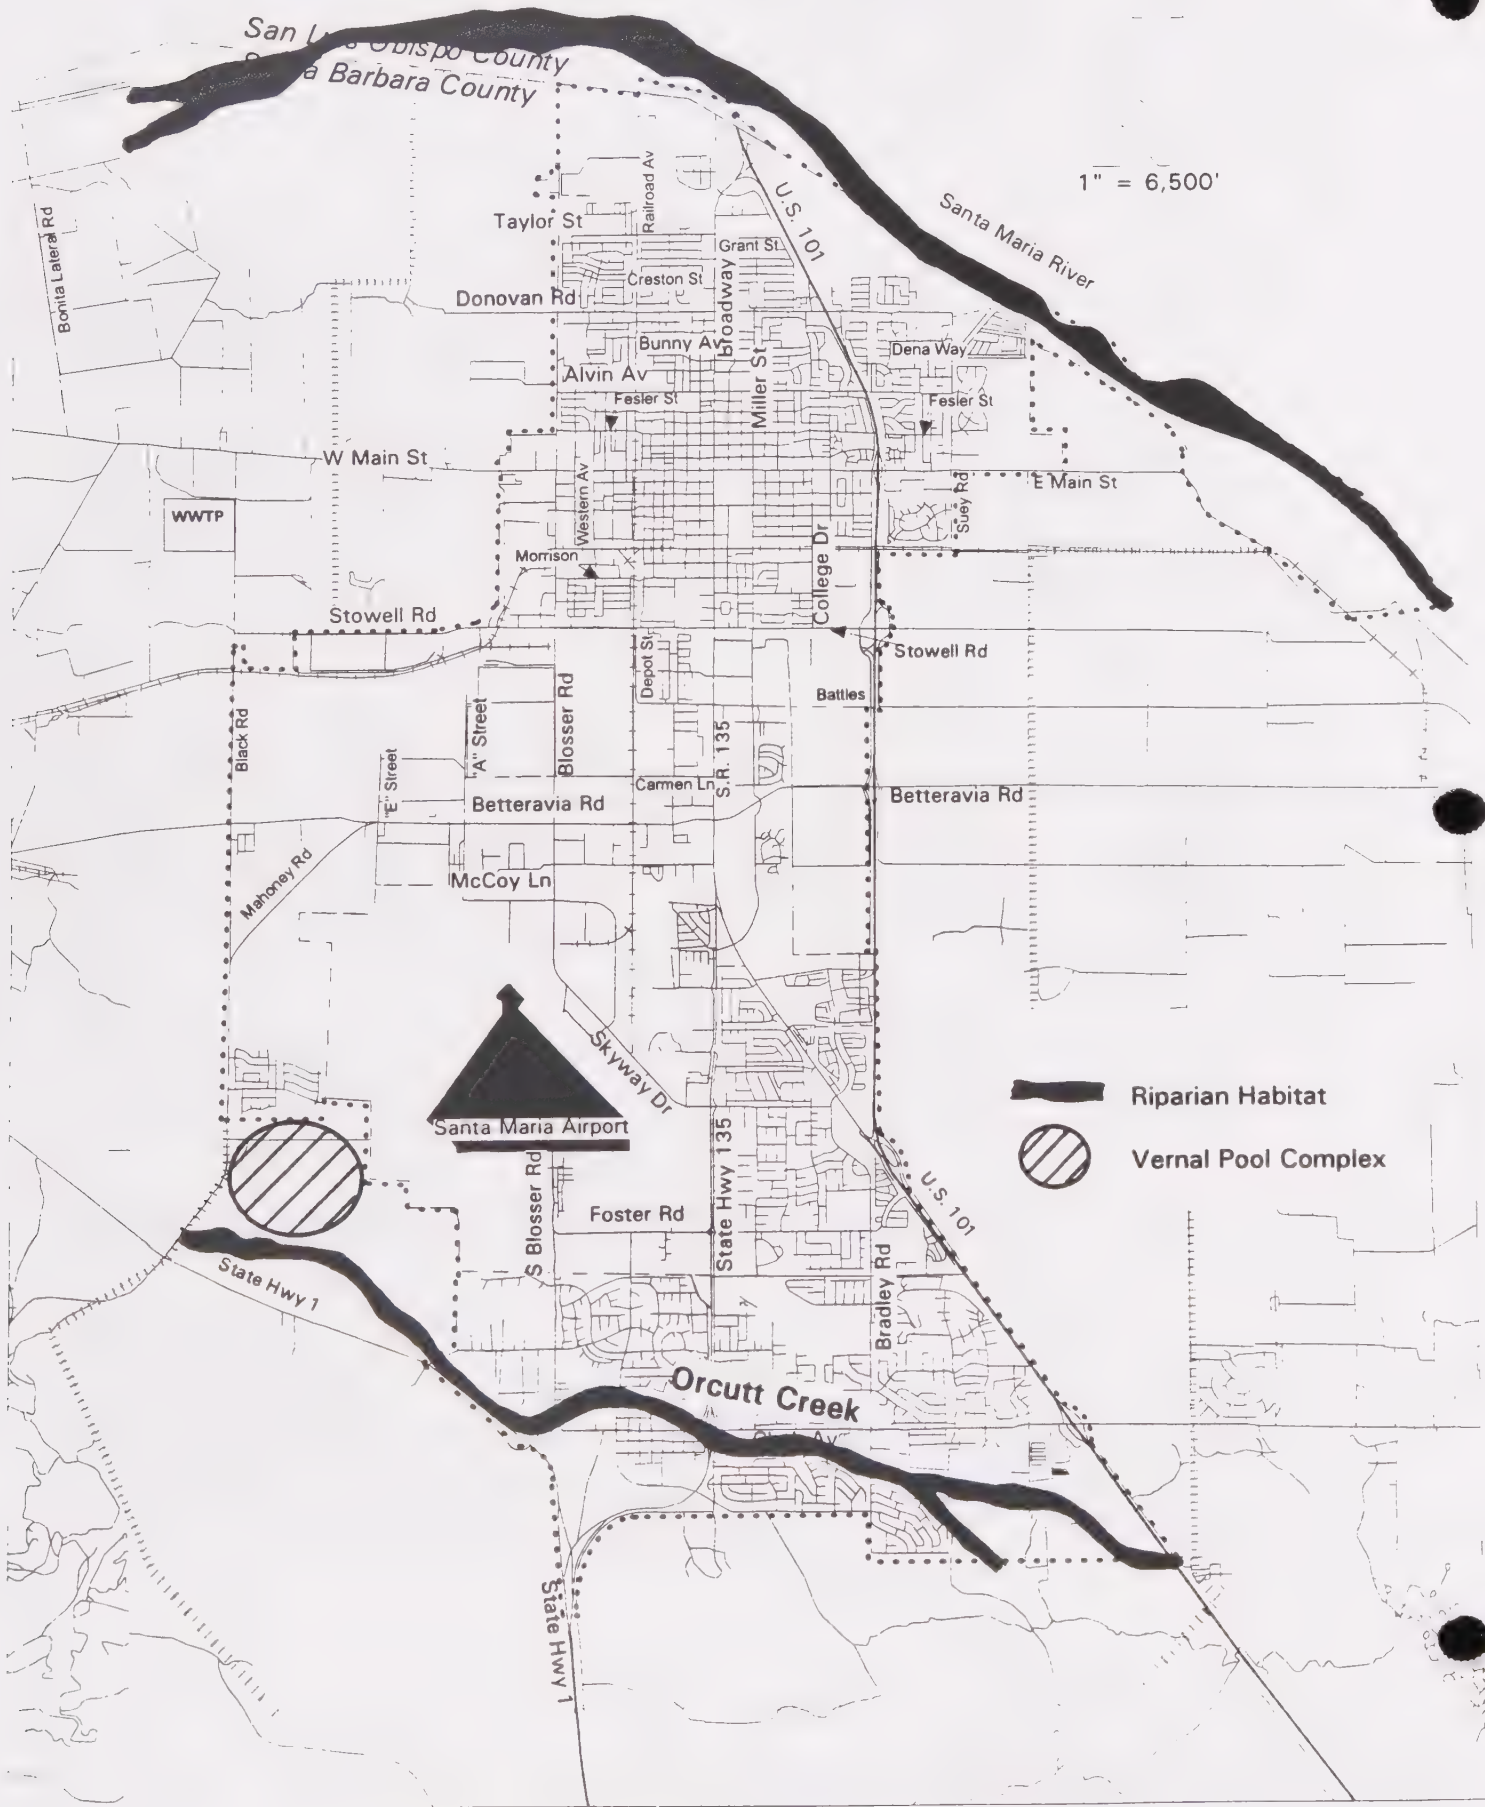 San Luis Obispo County
Barbara County
1" = 6,500'
Santa Maria River
U.S. 101
Railroad Av
Taylor St
Grant St
Bonita Lateral Rd
Creston St
Broadway
Donovan Rd
Bunny Av
Dena Way
Miller St
Alvin Av
Fesler St
Fesler St
W Main St
E Main St
Western Av
Suey Rd
WWTP
College Dr
Morrison
Stowell Rd
Stowell Rd
Depot St
Battles
Blosser Rd
"A" Street
Black Rd
S.R. 135
"E" Street
Carmen Ln
Betteravia Rd
Betteravia Rd
Mahoney Rd
McCoy Ln
Skyway Dr
Riparian Habitat
Santa Maria Airport
Vernal Pool Complex
State Hwy 135
S Blosser Rd
Foster Rd
U.S. 101
State Hwy 1
Bradley Rd
Orcutt Creek
Av
State Hwy 1